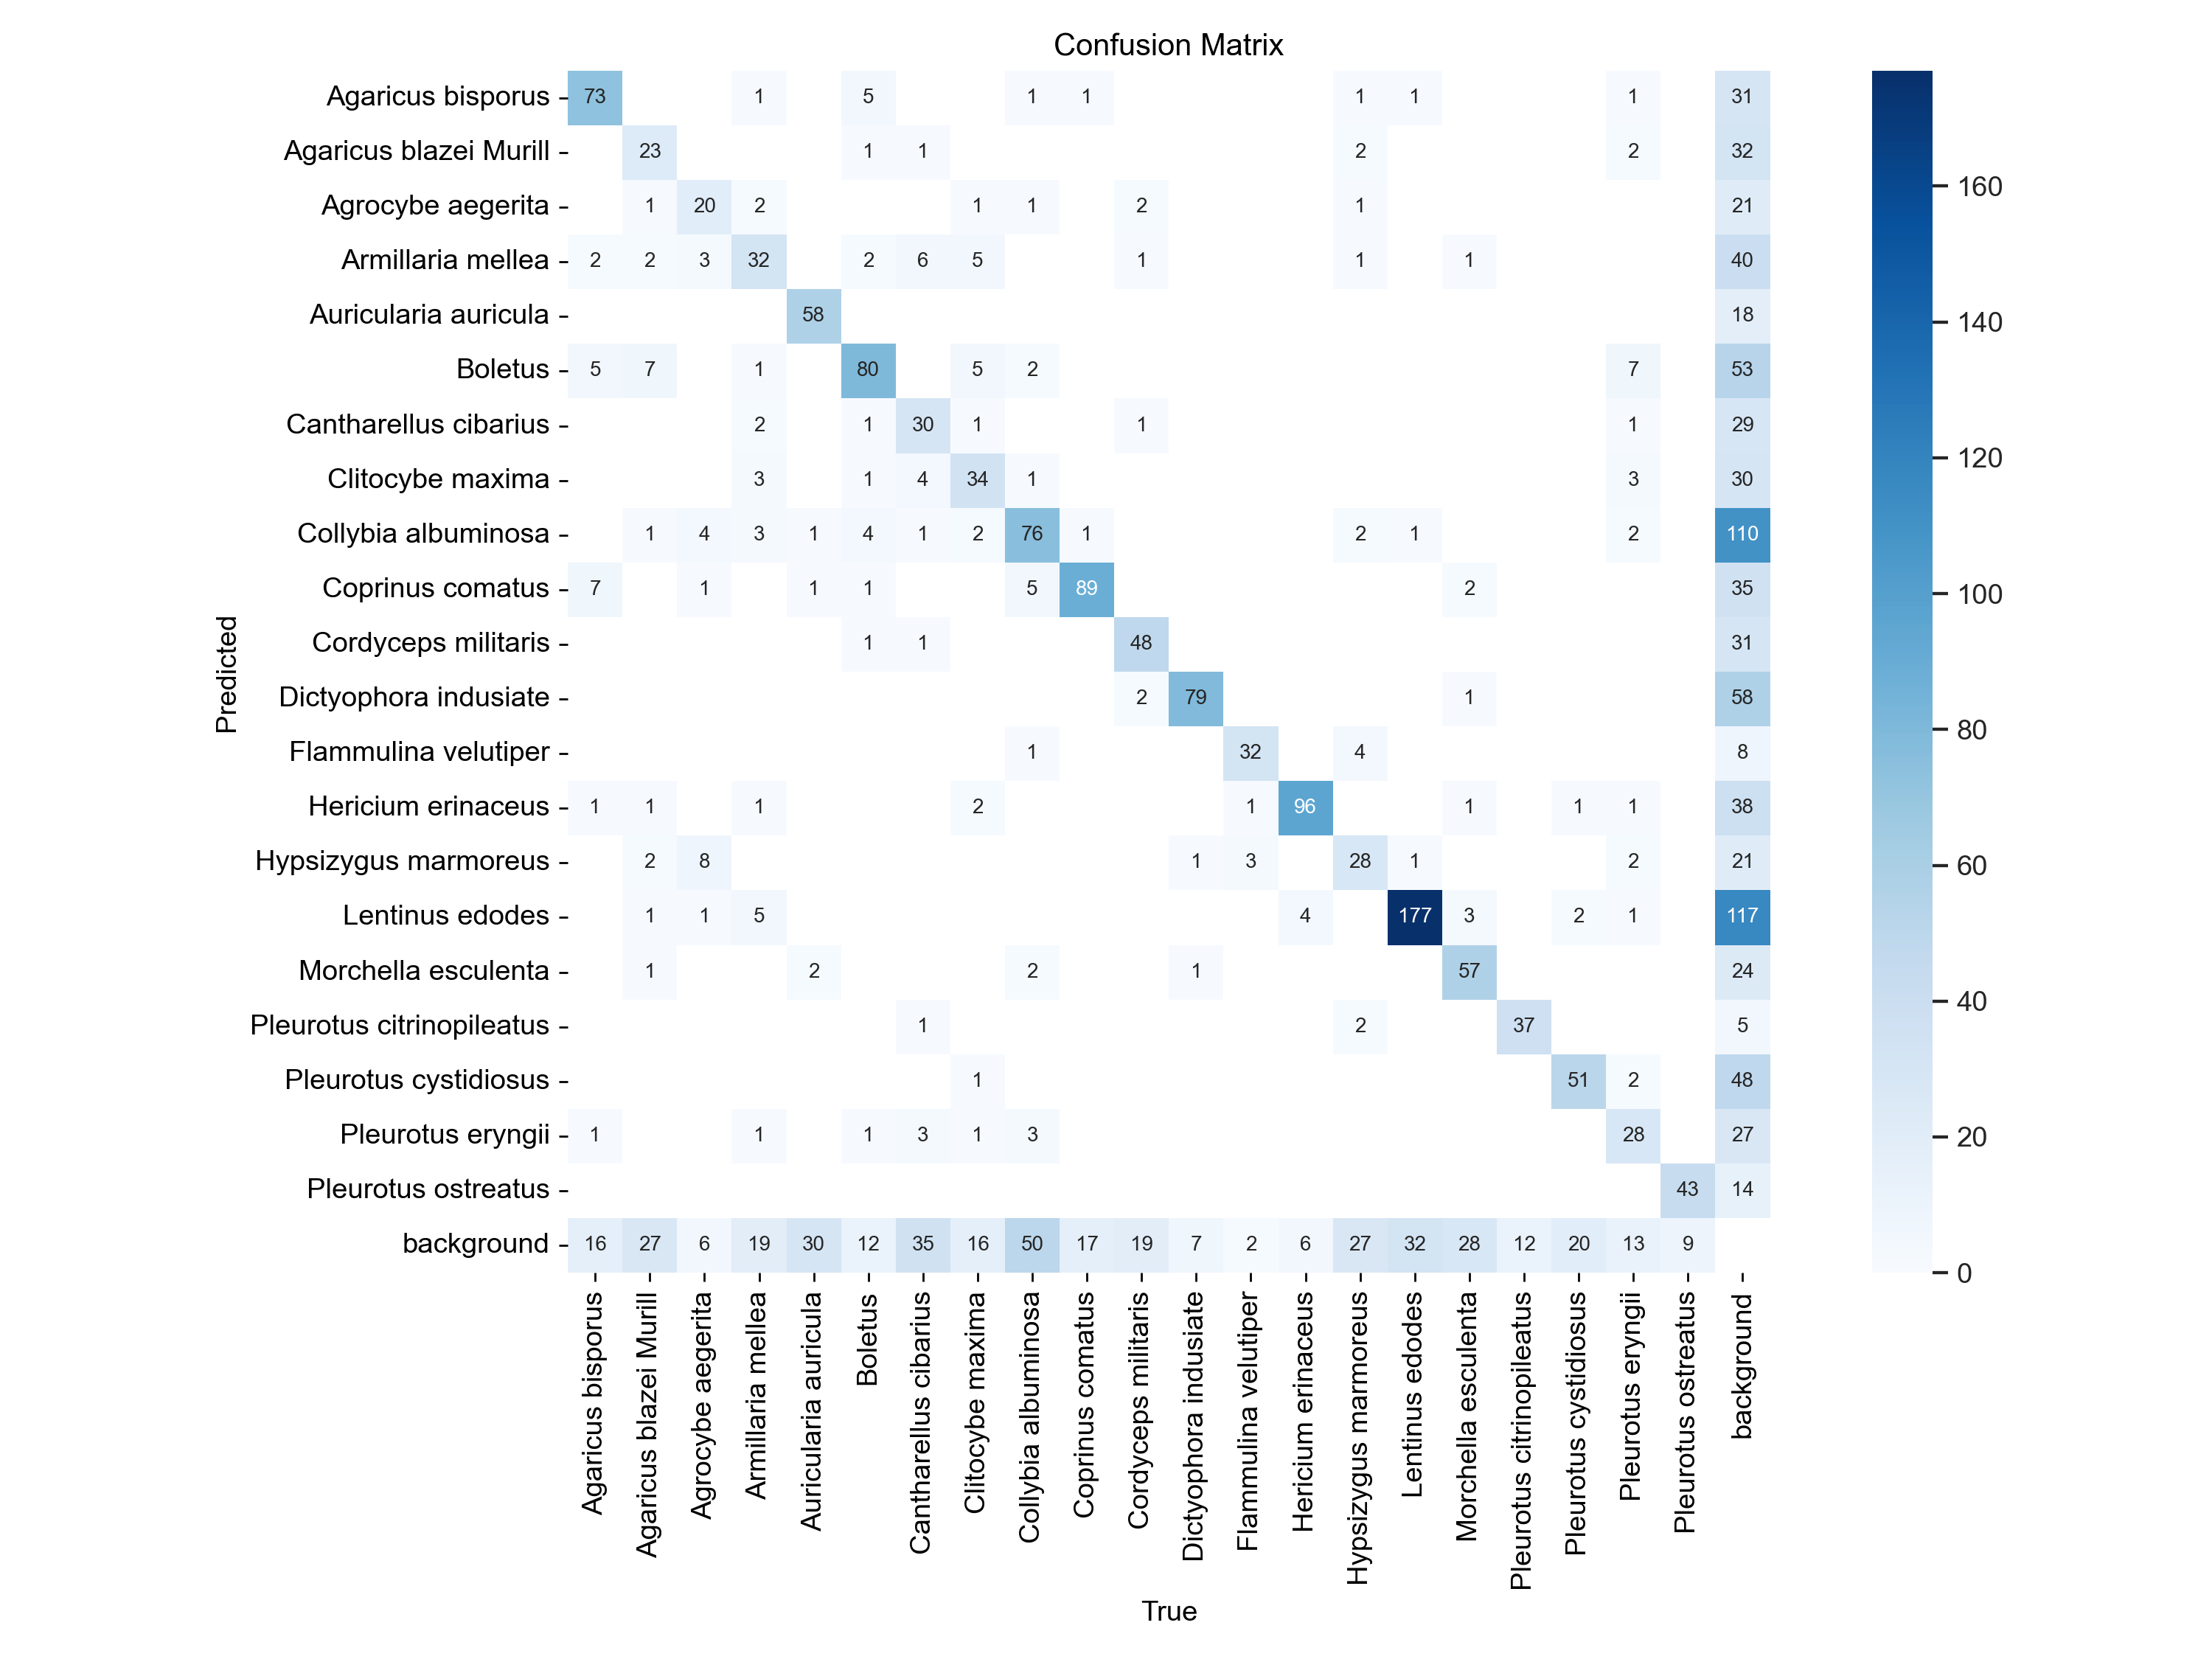 Confusion Matrix
Agaricus bisporus 73 1 5 1 1 1 1 1 31
Agaricus blazei Murill 23 1 1 2 2 32
Agrocybe aegerita 1 20 2 1 1 2 1 21
Armillaria mellea 2 2 3 32 2 6 5 1 1 1 40
Auricularia auricula 58 18
Boletus 5 7 1 80 5 2 7 53
Cantharellus cibarius 2 1 30 1 1 1 29
Clitocybe maxima 3 1 4 34 1 3 30
Collybia albuminosa 1 4 3 1 4 1 2 76 1 2 1 2 110
Coprinus comatus 7 1 1 1 5 89 2 35
Cordyceps militaris 1 1 48 31
Dictyophora indusiate 2 79 1 58
Flammulina velutiper 1 32 4 8
Hericium erinaceus 1 1 1 2 1 96 1 1 1 38
Hypsizygus marmoreus 2 8 1 3 28 1 2 21
Lentinus edodes 1 1 5 4 177 3 2 1 117
Morchella esculenta 1 2 2 1 57 24
Pleurotus citrinopileatus 1 2 37 5
Pleurotus cystidiosus 1 51 2 48
Pleurotus eryngii 1 1 1 3 1 3 28 27
Pleurotus ostreatus 43 14
background 16 27 6 19 30 12 35 16 50 17 19 7 2 6 27 32 28 12 20 13 9
Predicted
Agaricus bisporus
Agaricus blazei Murill
Agrocybe aegerita
Armillaria mellea
Auricularia auricula
Boletus
Cantharellus cibarius
Clitocybe maxima
Collybia albuminosa
Coprinus comatus
Cordyceps militaris
Dictyophora indusiate
Flammulina velutiper
Hericium erinaceus
Hypsizygus marmoreus
Lentinus edodes
Morchella esculenta
Pleurotus citrinopileatus
Pleurotus cystidiosus
Pleurotus eryngii
Pleurotus ostreatus
background
True
160
140
120
100
80
60
40
20
0